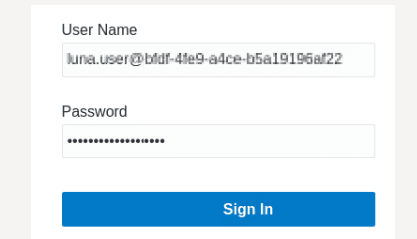 User Name
luna.user@bfdf-4fe9-a4ce-b5a19196af22
Password
••••••••••••••••••
Sign In